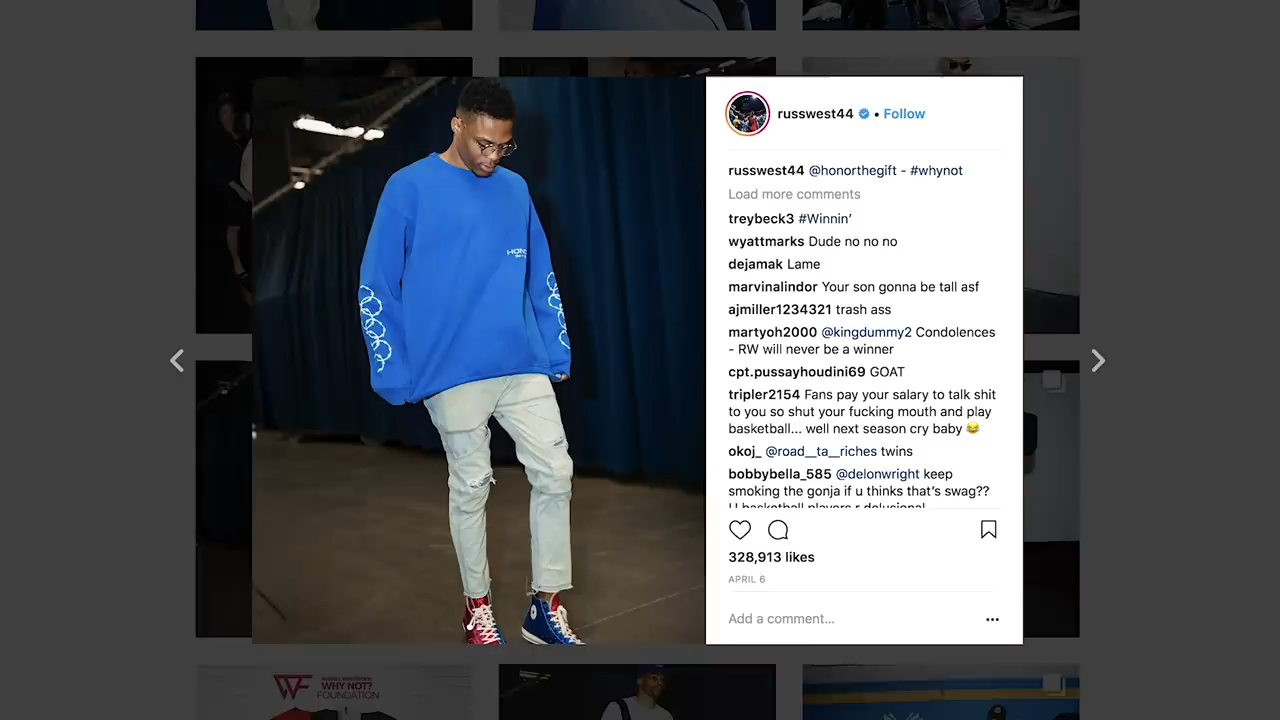 russwest44 • Follow
russwest44 @honorthegift - #whynot
Load more comments
treybeck3 #Winnin'
wyattmarks Dude no no no
dejamak Lame
marvinalindor Your son gonna be tall asf
ajmiller1234321 trash ass
martyoh2000 @kingdummy2 Condolences
- RW will never be a winner
cpt.pussayhoudini69 GOAT
tripler2154 Fans pay your salary to talk shit
to you so shut your fucking mouth and play
basketball... well next season cry baby 😂
okoj_ @road__ta__riches twins
bobbybella_585 @delonwright keep
smoking the gonja if u thinks that's swag??
U basketball players r delusional
328,913 likes
APRIL 6
Add a comment...
WF
WHY NOT?
FOUNDATION